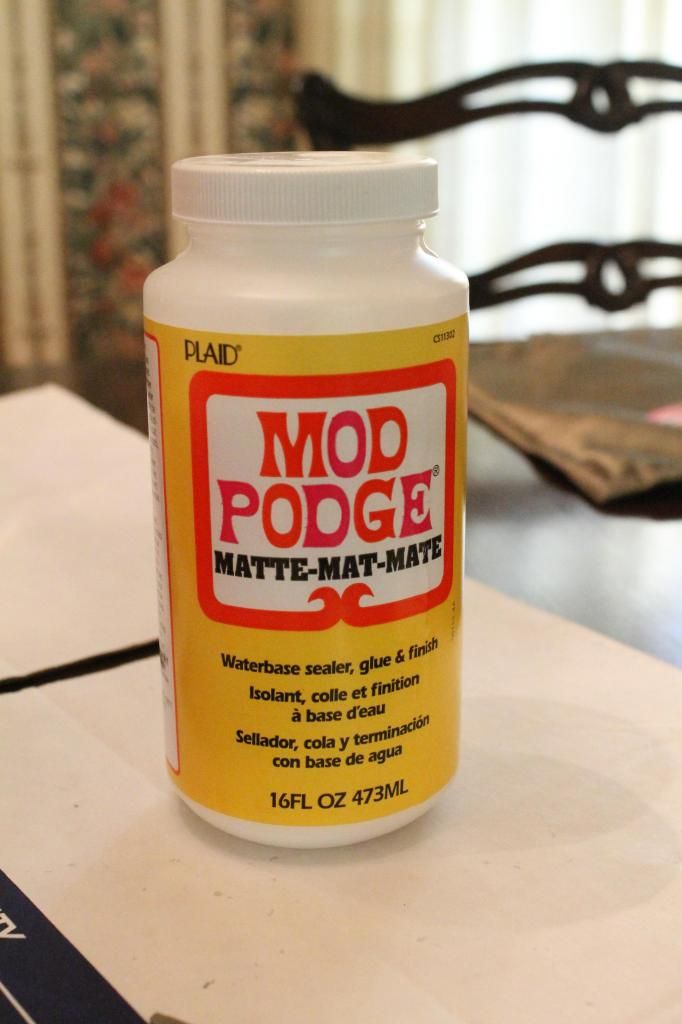 PLAID®
CS11302
MOD
PODGE®
MATTE-MAT-MATE
Waterbase sealer, glue & finish
Isolant, colle et finition
à base d'eau
Sellador, cola y terminación
con base de agua
16FL OZ 473ML